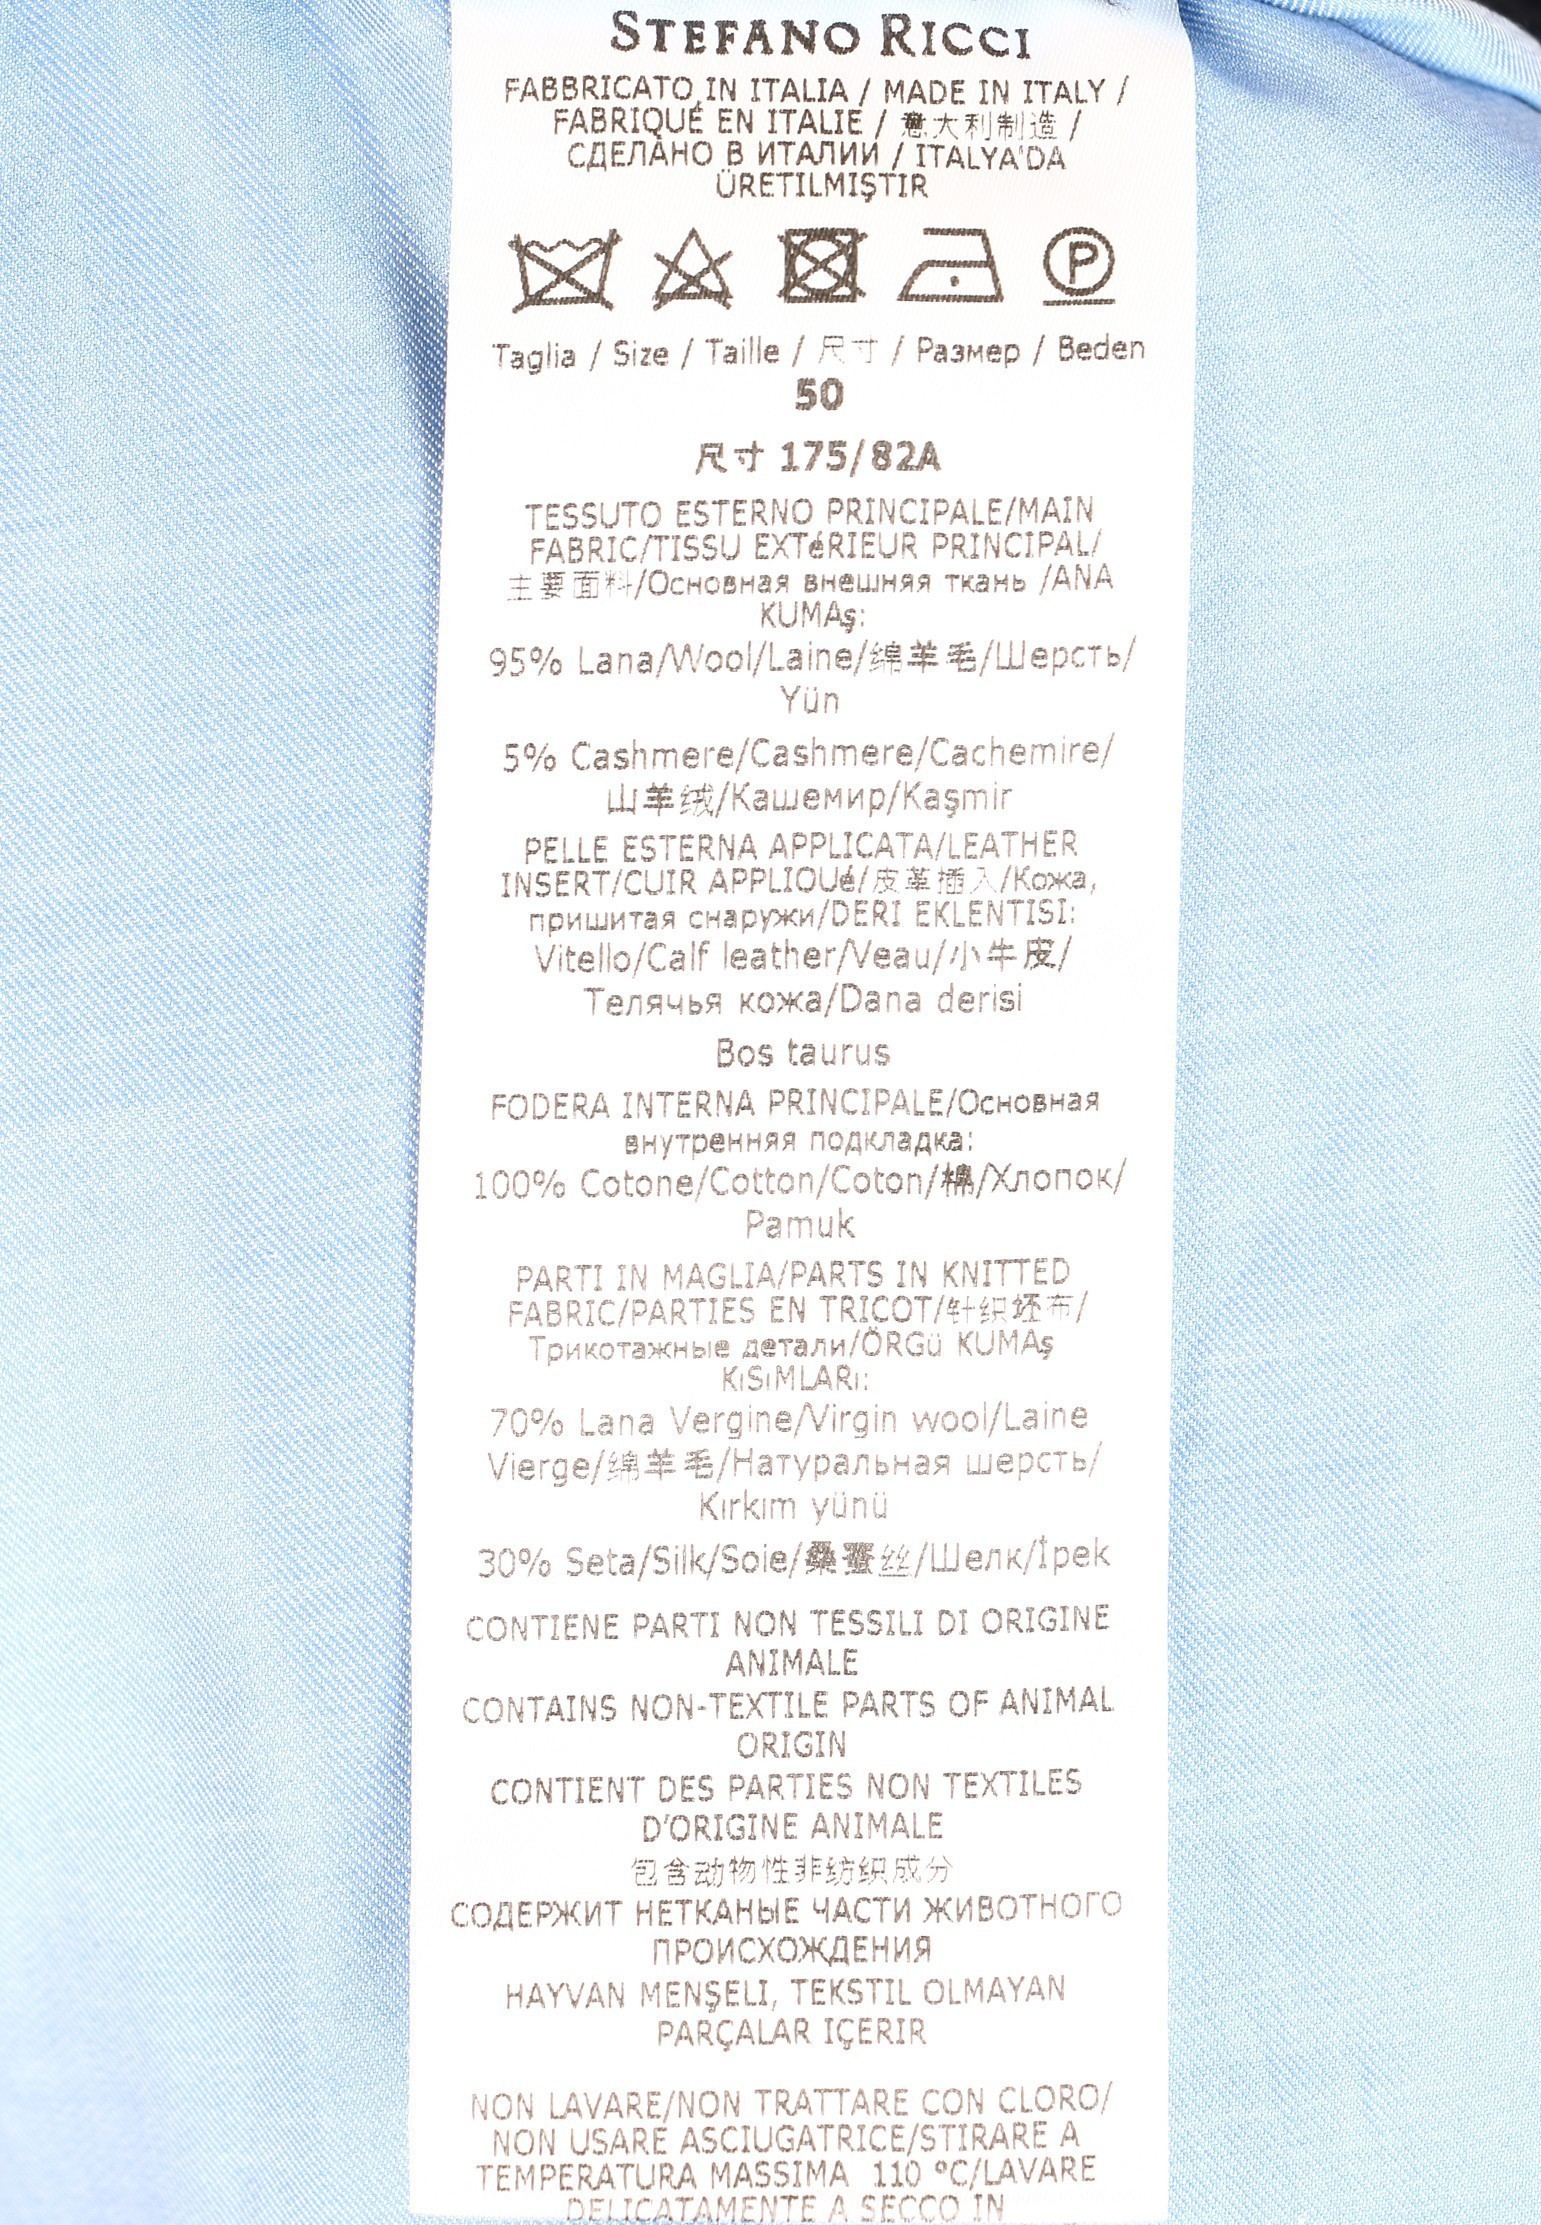 STEFANO RICCI
FABBRICATO IN ITALIA / MADE IN ITALY /
FABRIQUÉ EN ITALIE / 意大利制造 /
СДЕЛАНО В ИТАЛИИ / ITALYA'DA
ÜRETILMIŞTIR
P
Taglia / Size / Taille / 尺寸 / Размер / Beden
50
尺寸 175/82A
TESSUTO ESTERNO PRINCIPALE/MAIN
FABRIC/TISSU EXTéRIEUR PRINCIPAL/
主要面料/Основная внешняя ткань /ANA
KUMAş:
95% Lana/Wool/Laine/绵羊毛/Шерсть/
Yün
5% Cashmere/Cashmere/Cachemire/
山羊绒/Кашемир/Kaşmir
PELLE ESTERNA APPLICATA/LEATHER
INSERT/CUIR APPLIQUé/皮革插入/Кожа,
пришитая снаружи/DERI EKLENTISI:
Vitello/Calf leather/Veau/小牛皮/
Телячья кожа/Dana derisi
Bos taurus
FODERA INTERNA PRINCIPALE/Основная
внутренняя подкладка:
100% Cotone/Cotton/Coton/棉/Хлопок/
Pamuk
PARTI IN MAGLIA/PARTS IN KNITTED
FABRIC/PARTIES EN TRICOT/针织坯布/
Трикотажные детали/ÖRGü KUMAş
KıSıMLARı:
70% Lana Vergine/Virgin wool/Laine
Vierge/绵羊毛/Натуральная шерсть/
Kırkım yünü
30% Seta/Silk/Soie/桑蚕丝/Шелк/İpek
CONTIENE PARTI NON TESSILI DI ORIGINE
ANIMALE
CONTAINS NON-TEXTILE PARTS OF ANIMAL
ORIGIN
CONTIENT DES PARTIES NON TEXTILES
D'ORIGINE ANIMALE
包含动物性非纺织成分
СОДЕРЖИТ НЕТКАНЫЕ ЧАСТИ ЖИВОТНОГО
ПРОИСХОЖДЕНИЯ
HAYVAN MENŞELI, TEKSTIL OLMAYAN
PARÇALAR IÇERIR
NON LAVARE/NON TRATTARE CON CLORO/
NON USARE ASCIUGATRICE/STIRARE A
TEMPERATURA MASSIMA 110 °C/LAVARE
DELICATAMENTE A SECCO IN